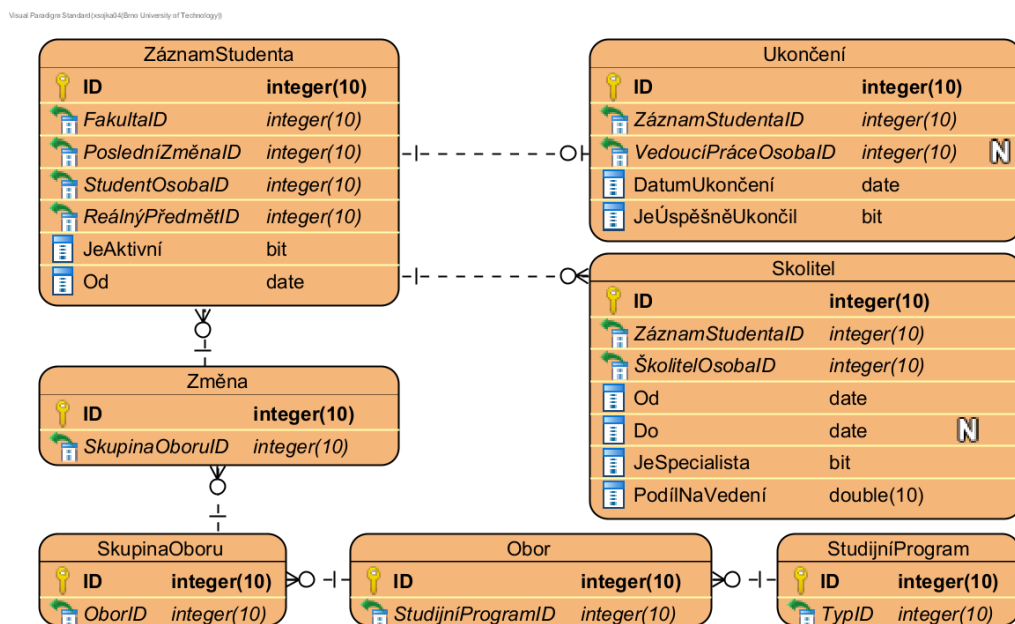 Visual Paradigm Standard(xsojka04(Brno University of Technology))
ZáznamStudenta
ID integer(10)
FakultaID integer(10)
PosledníZměnaID integer(10)
StudentOsobaID integer(10)
ReálnýPředmětID integer(10)
JeAktivní bit
Od date
Ukončení
ID integer(10)
ZáznamStudentaID integer(10)
VedoucíPráceOsobaID integer(10) N
DatumUkončení date
JeÚspěšněUkončil bit
Skolitel
ID integer(10)
ZáznamStudentaID integer(10)
ŠkolitelOsobaID integer(10)
Od date
Do date N
JeSpecialista bit
PodílNaVedení double(10)
Změna
ID integer(10)
SkupinaOboruID integer(10)
SkupinaOboru
ID integer(10)
OborID integer(10)
Obor
ID integer(10)
StudijníProgramID integer(10)
StudijníProgram
ID integer(10)
TypID integer(10)